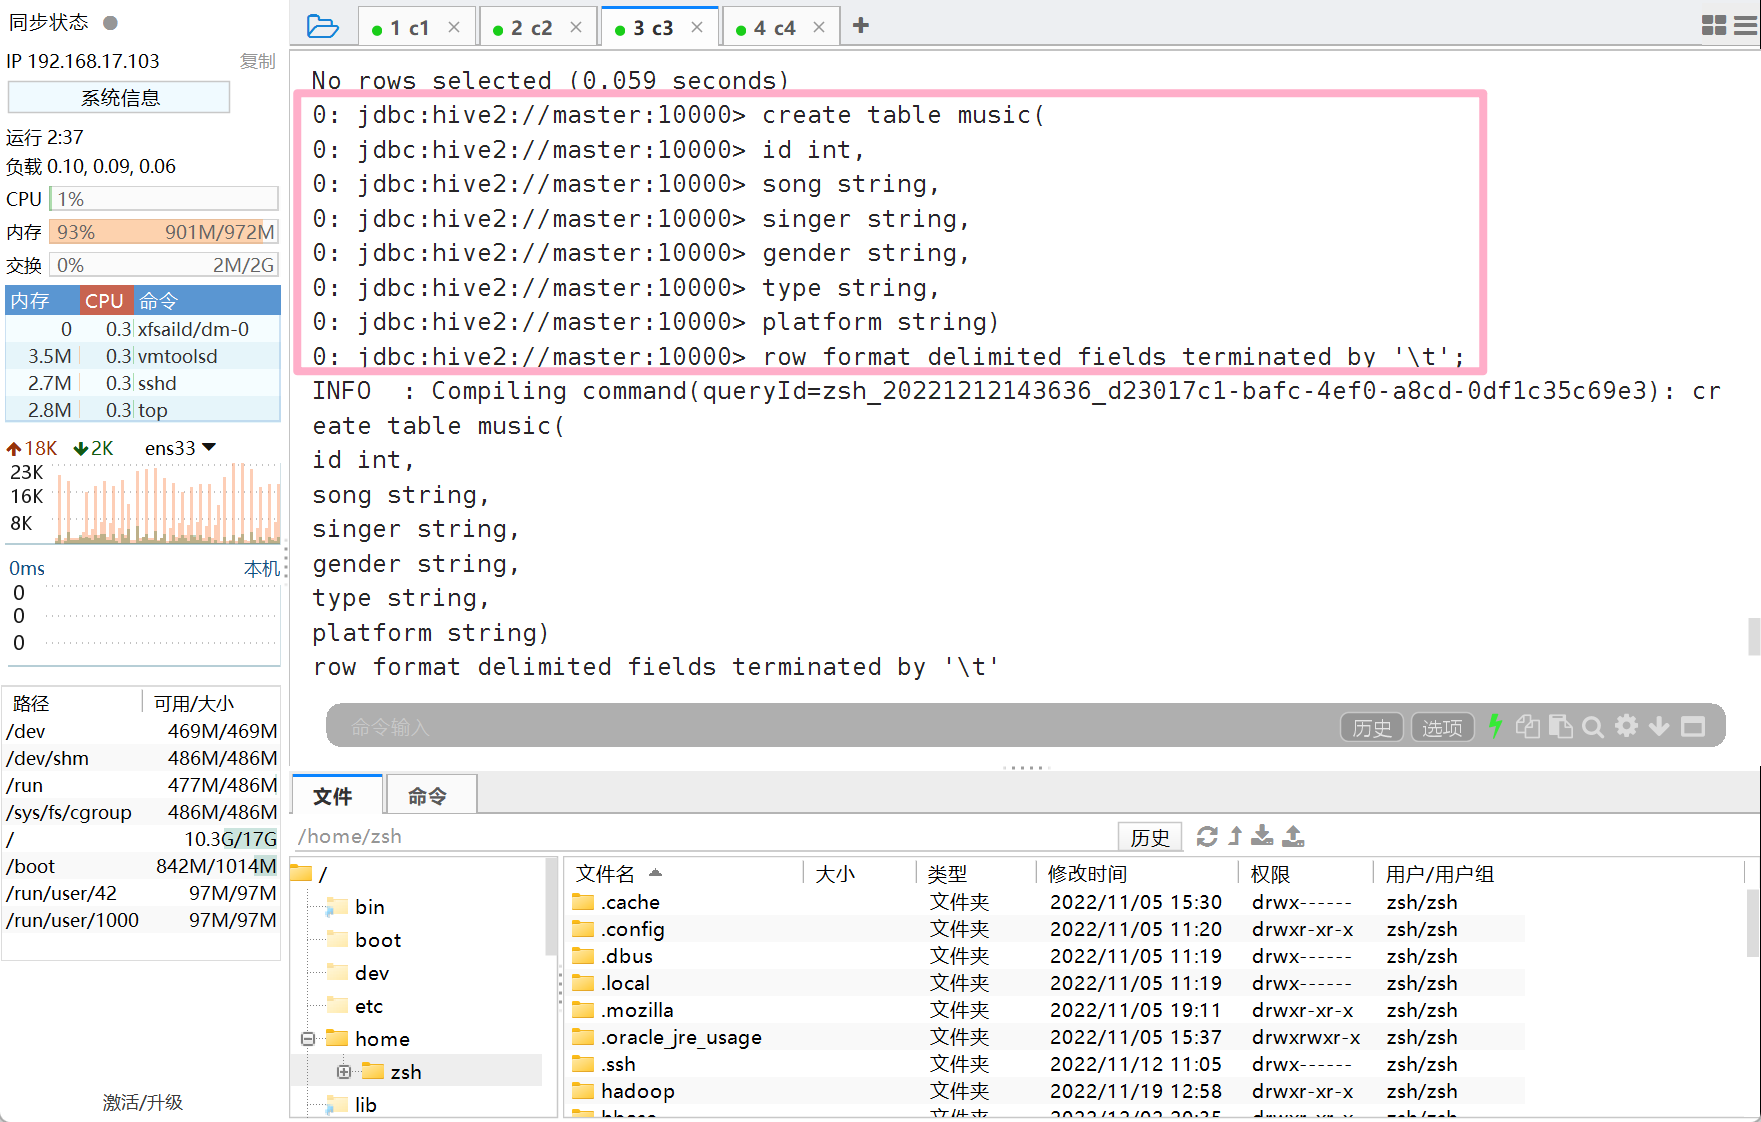 同步状态
IP 192.168.17.103 复制
系统信息
运行 2:37
负载 0.10, 0.09, 0.06
CPU 1%
内存 93% 901M/972M
交换 0% 2M/2G
内存 CPU 命令
0 0.3 xfsaild/dm-0
3.5M 0.3 vmtoolsd
2.7M 0.3 sshd
2.8M 0.3 top
18K 2K ens33
23K
16K
8K
0ms 本机
0
0
0
路径 可用/大小
/dev 469M/469M
/dev/shm 486M/486M
/run 477M/486M
/sys/fs/cgroup 486M/486M
/ 10.3G/17G
/boot 842M/1014M
/run/user/42 97M/97M
/run/user/1000 97M/97M
激活/升级
1 c1 × 2 c2 × 3 c3 × 4 c4 × +
No rows selected (0.059 seconds)
0: jdbc:hive2://master:10000> create table music(
0: jdbc:hive2://master:10000> id int,
0: jdbc:hive2://master:10000> song string,
0: jdbc:hive2://master:10000> singer string,
0: jdbc:hive2://master:10000> gender string,
0: jdbc:hive2://master:10000> type string,
0: jdbc:hive2://master:10000> platform string)
0: jdbc:hive2://master:10000> row format delimited fields terminated by '\t';
INFO  : Compiling command(queryId=zsh_20221212143636_d23017c1-bafc-4ef0-a8cd-0df1c35c69e3): cr
eate table music(
id int,
song string,
singer string,
gender string,
type string,
platform string)
row format delimited fields terminated by '\t'
命令输入 历史 选项
文件 命令
/home/zsh 历史
/
bin
boot
dev
etc
home
zsh
lib
文件名 大小 类型 修改时间 权限 用户/用户组
.cache 文件夹 2022/11/05 15:30 drwx------ zsh/zsh
.config 文件夹 2022/11/05 11:20 drwxr-xr-x zsh/zsh
.dbus 文件夹 2022/11/05 11:19 drwx------ zsh/zsh
.local 文件夹 2022/11/05 11:19 drwx------ zsh/zsh
.mozilla 文件夹 2022/11/05 19:11 drwxr-xr-x zsh/zsh
.oracle_jre_usage 文件夹 2022/11/05 15:37 drwxrwxr-x zsh/zsh
.ssh 文件夹 2022/11/12 11:05 drwx------ zsh/zsh
hadoop 文件夹 2022/11/19 12:58 drwxr-xr-x zsh/zsh